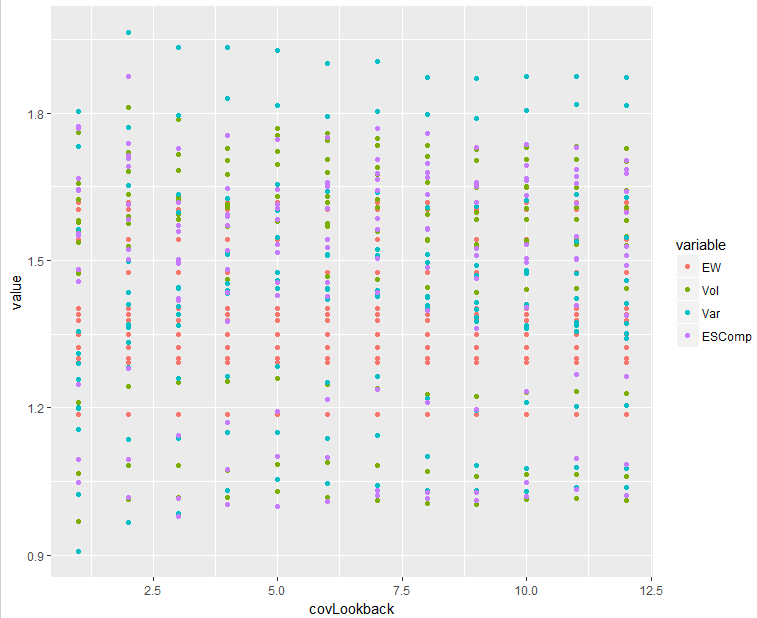 value
1.8
1.5
1.2
0.9
2.5
5.0
7.5
10.0
12.5
covLookback
variable
EW
Vol
Var
ESComp